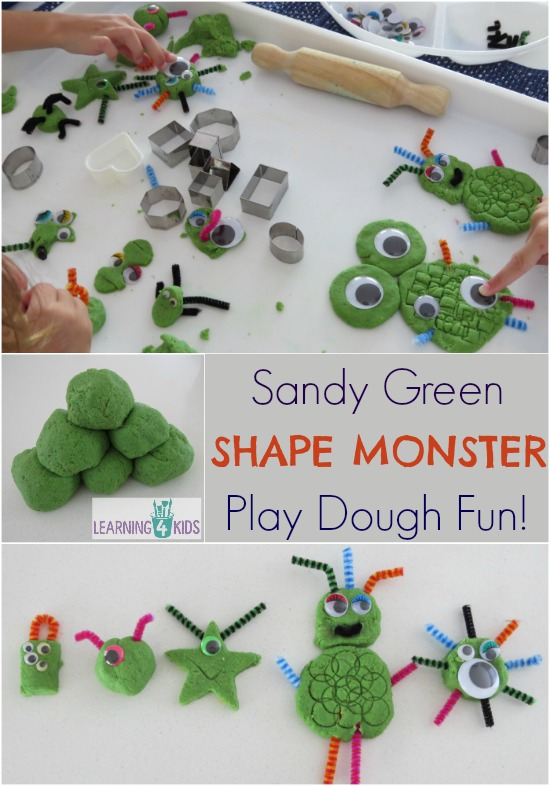 Sandy Green
SHAPE MONSTER
Play Dough Fun!
LEARNING 4 KIDS